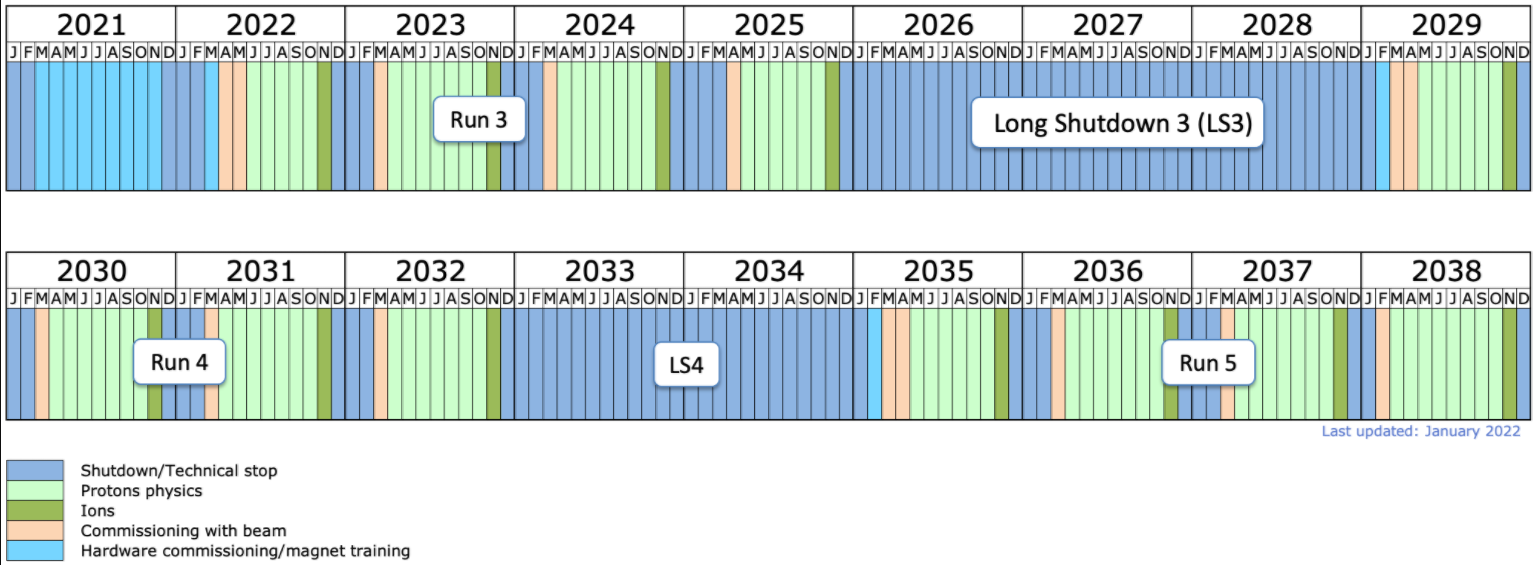 2021 2022 2023 2024 2025 2026 2027 2028 2029
J F M A M J J A S O N D J F M A M J J A S O N D J F M A M J J A S O N D J F M A M J J A S O N D J F M A M J J A S O N D J F M A M J J A S O N D J F M A M J J A S O N D J F M A M J J A S O N D J F M A M J J A S O N D
Run 3 Long Shutdown 3 (LS3)
2030 2031 2032 2033 2034 2035 2036 2037 2038
J F M A M J J A S O N D J F M A M J J A S O N D J F M A M J J A S O N D J F M A M J J A S O N D J F M A M J J A S O N D J F M A M J J A S O N D J F M A M J J A S O N D J F M A M J J A S O N D J F M A M J J A S O N D
Run 4 LS4 Run 5
Last updated: January 2022
Shutdown/Technical stop
Protons physics
Ions
Commissioning with beam
Hardware commissioning/magnet training